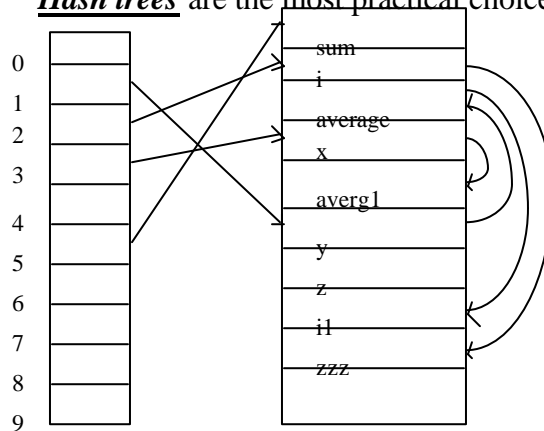 Hash trees are the most practical choice
0
1
2
3
4
5
6
7
8
9
sum
i
average
x
averg1
y
z
i1
zzz